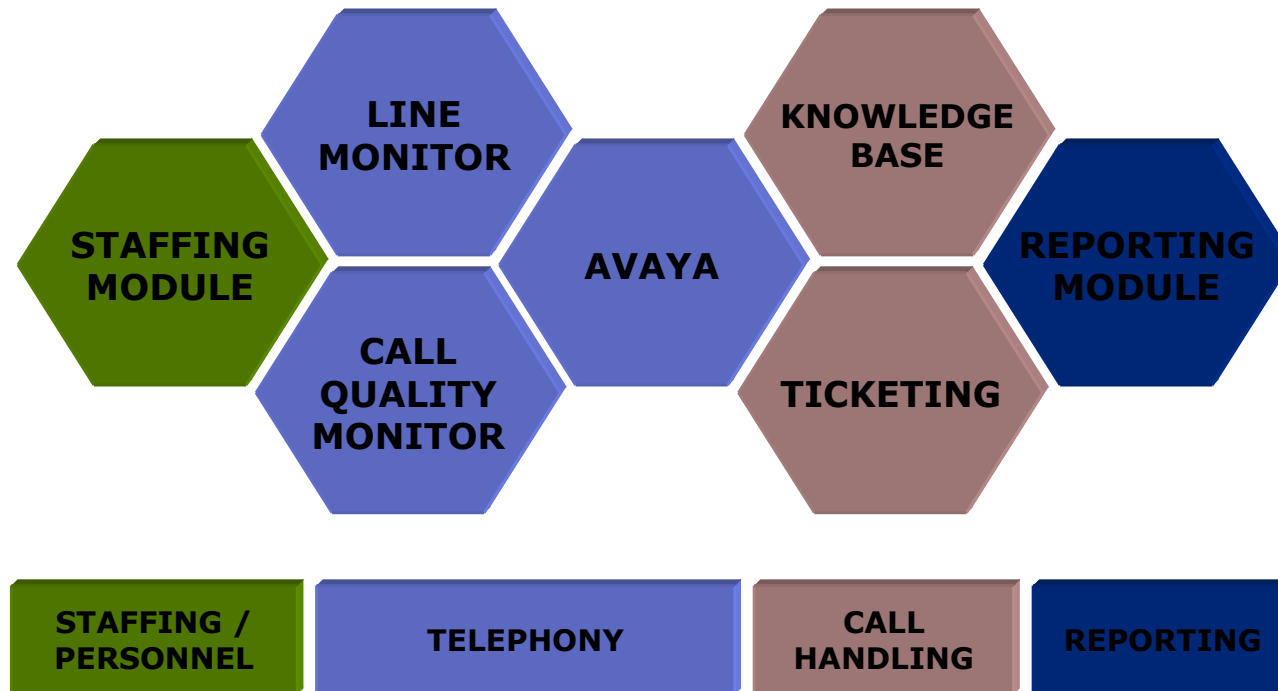 LINE
MONITOR
KNOWLEDGE
BASE
STAFFING
MODULE
AVAYA
REPORTING
MODULE
CALL
QUALITY
MONITOR
TICKETING
STAFFING /
PERSONNEL
TELEPHONY
CALL
HANDLING
REPORTING